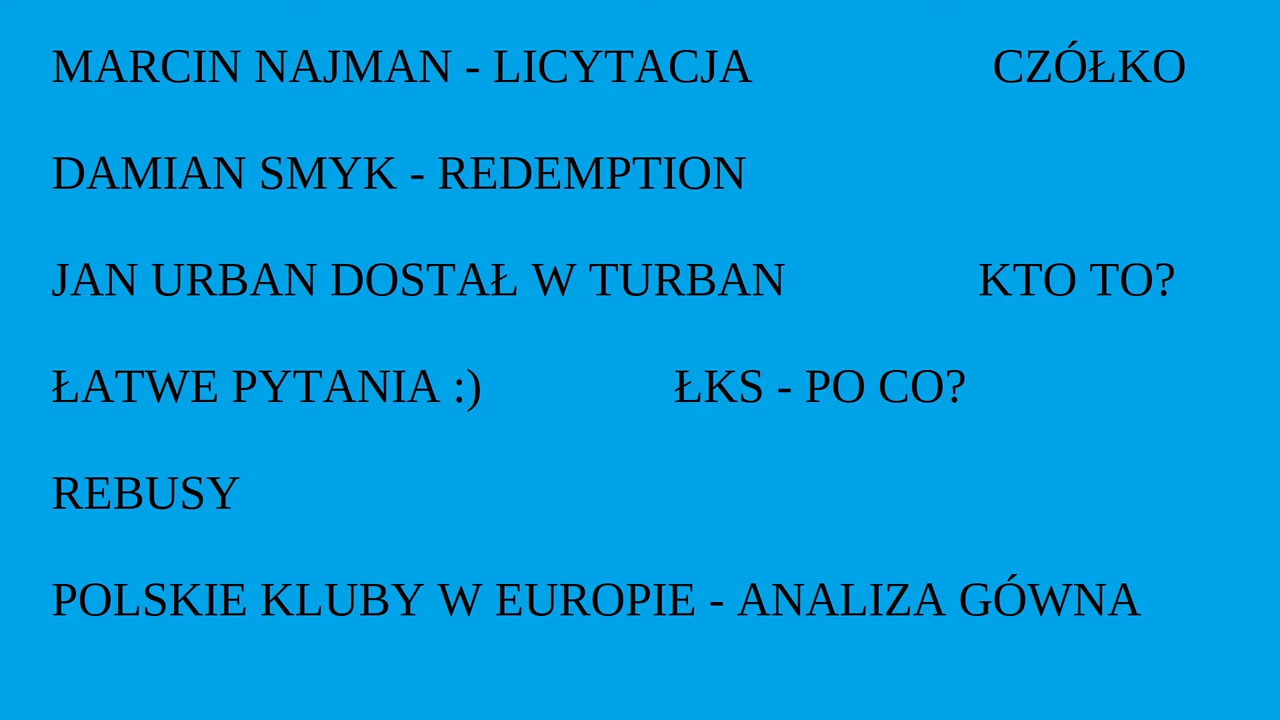 MARCIN NAJMAN - LICYTACJA CZÓŁKO
DAMIAN SMYK - REDEMPTION
JAN URBAN DOSTAŁ W TURBAN KTO TO?
ŁATWE PYTANIA :) ŁKS - PO CO?
REBUSY
POLSKIE KLUBY W EUROPIE - ANALIZA GÓWNA